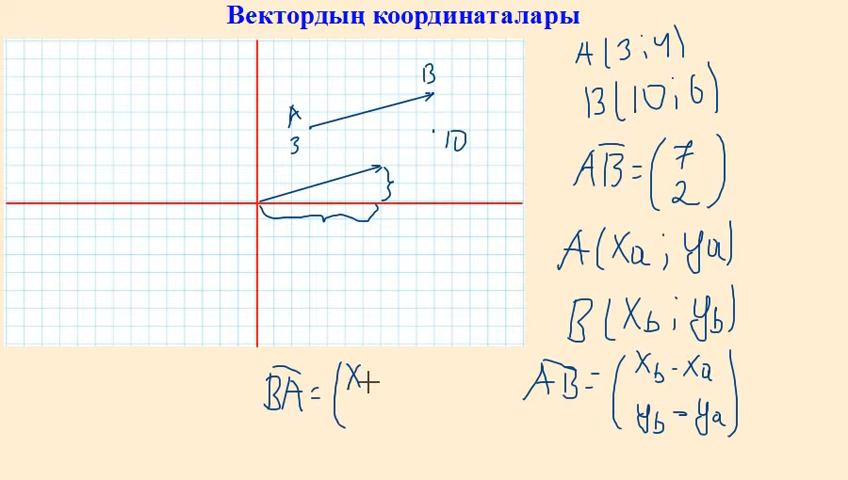 Вектордың координаталары
B
A
3
10
A(3;4)
B(10;6)
AB = (7
2)
A(xa; ya)
B(xb; yb)
AB = (xb - xa
yb - ya)
BA = (x